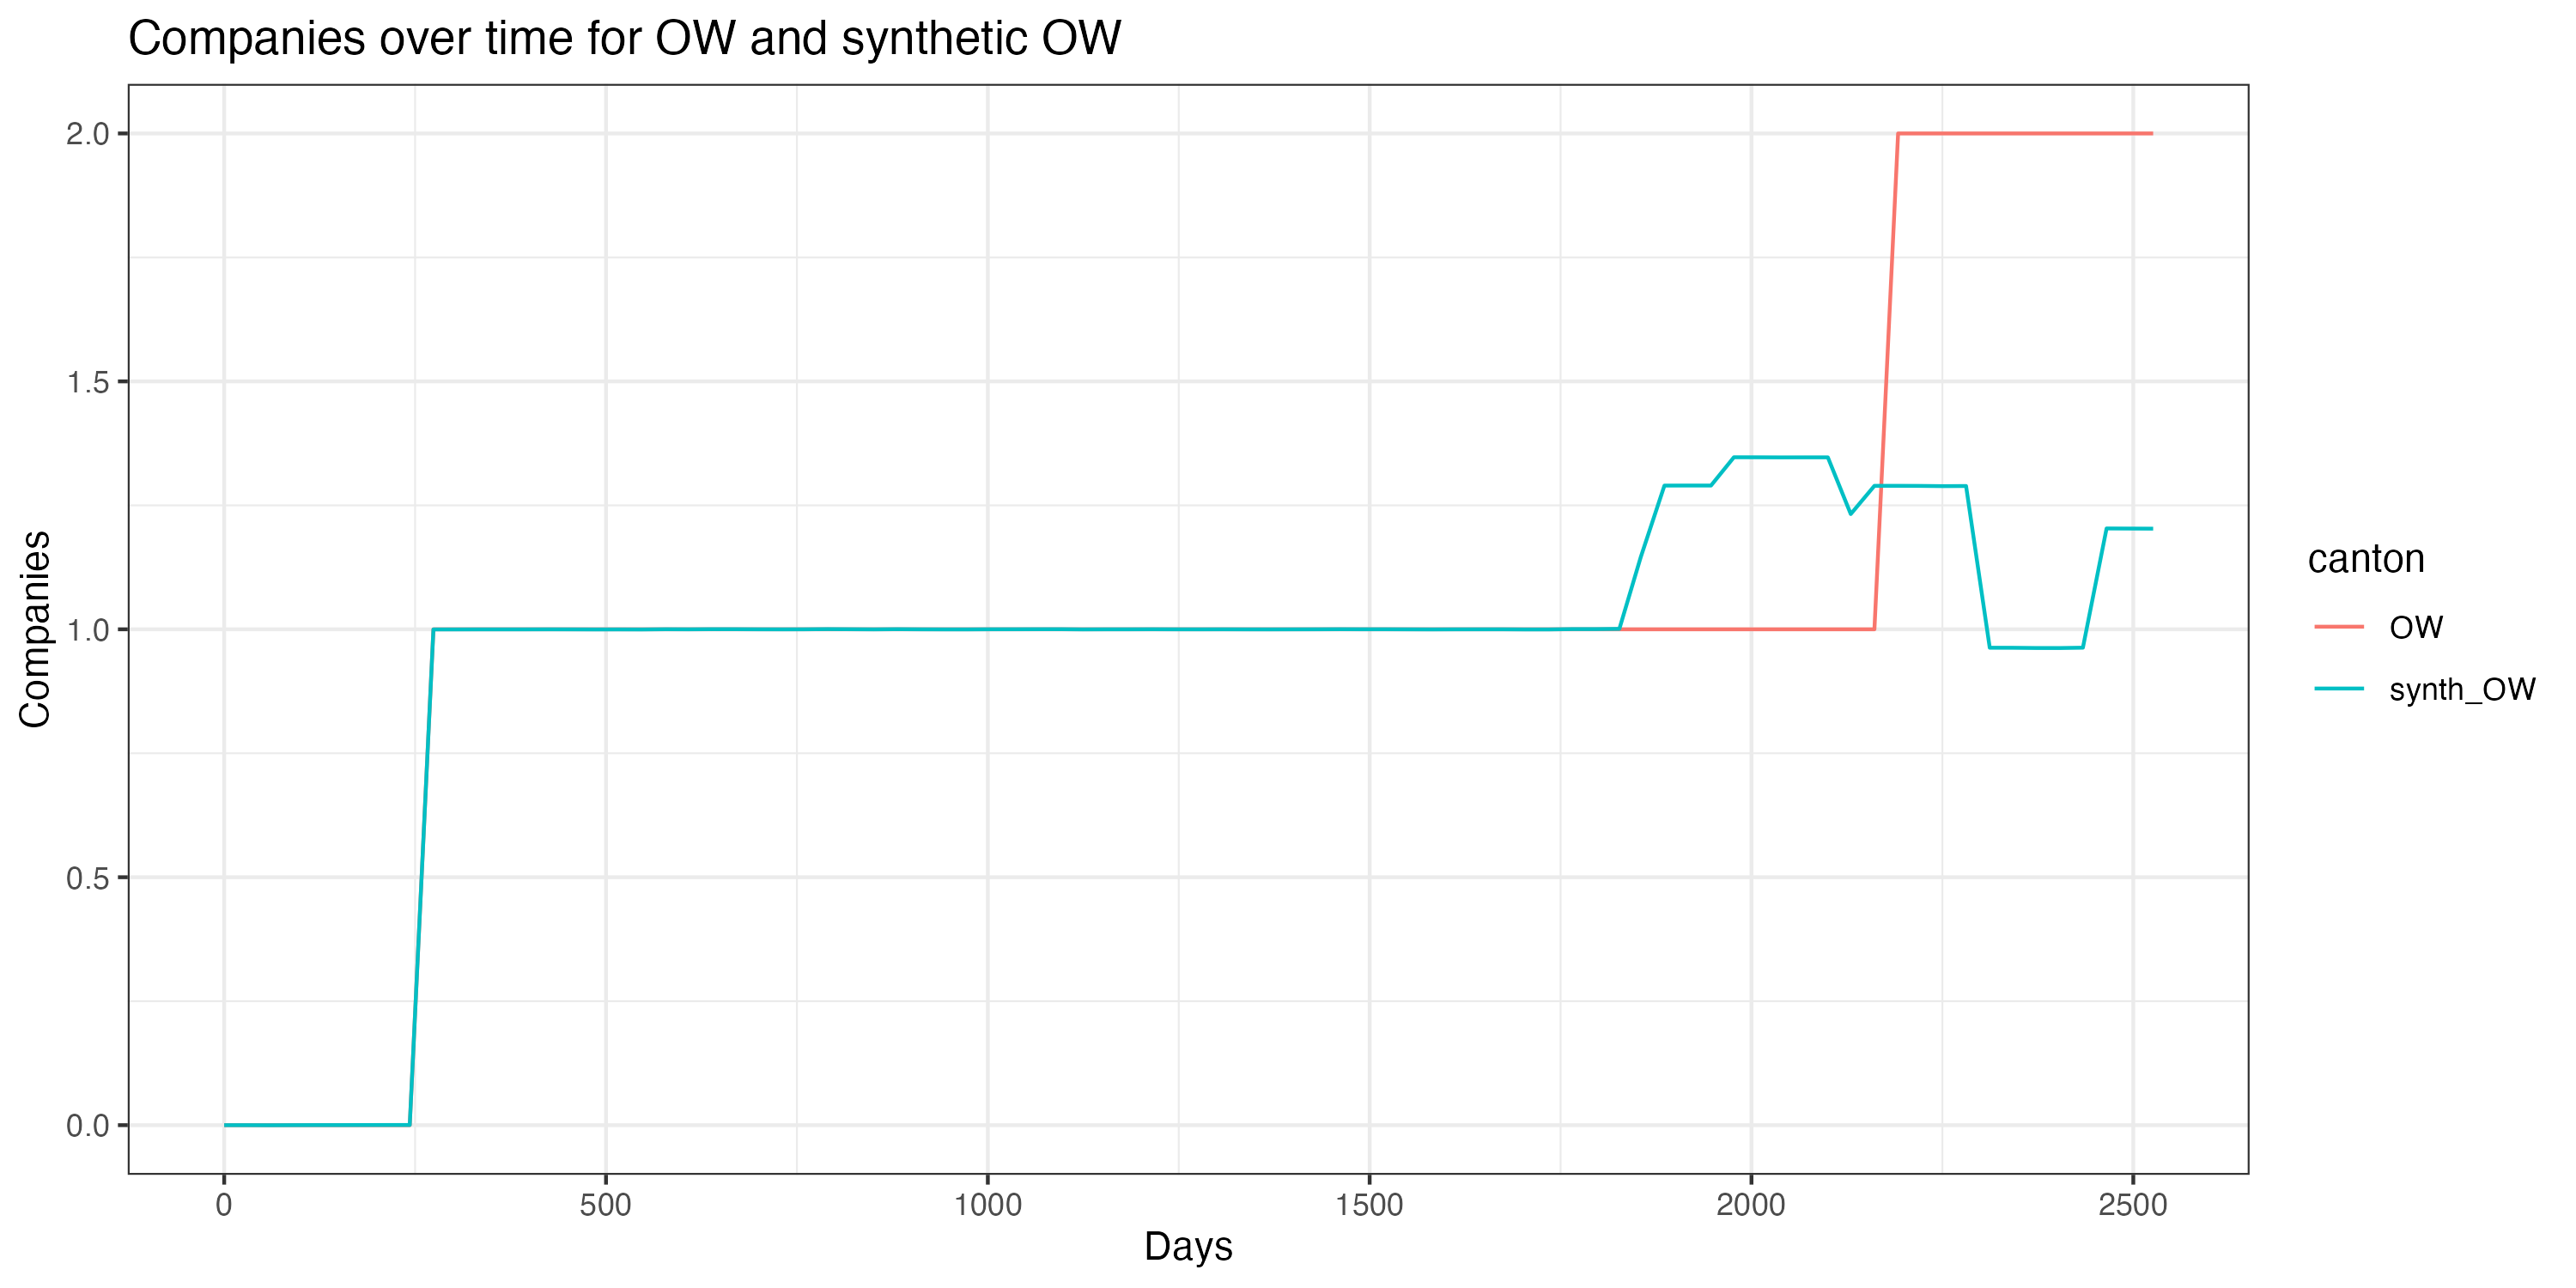 Companies over time for OW and synthetic OW
2.0
1.5
1.0
0.5
0.0
Companies
0 500 1000 1500 2000 2500
Days
canton
OW
synth_OW